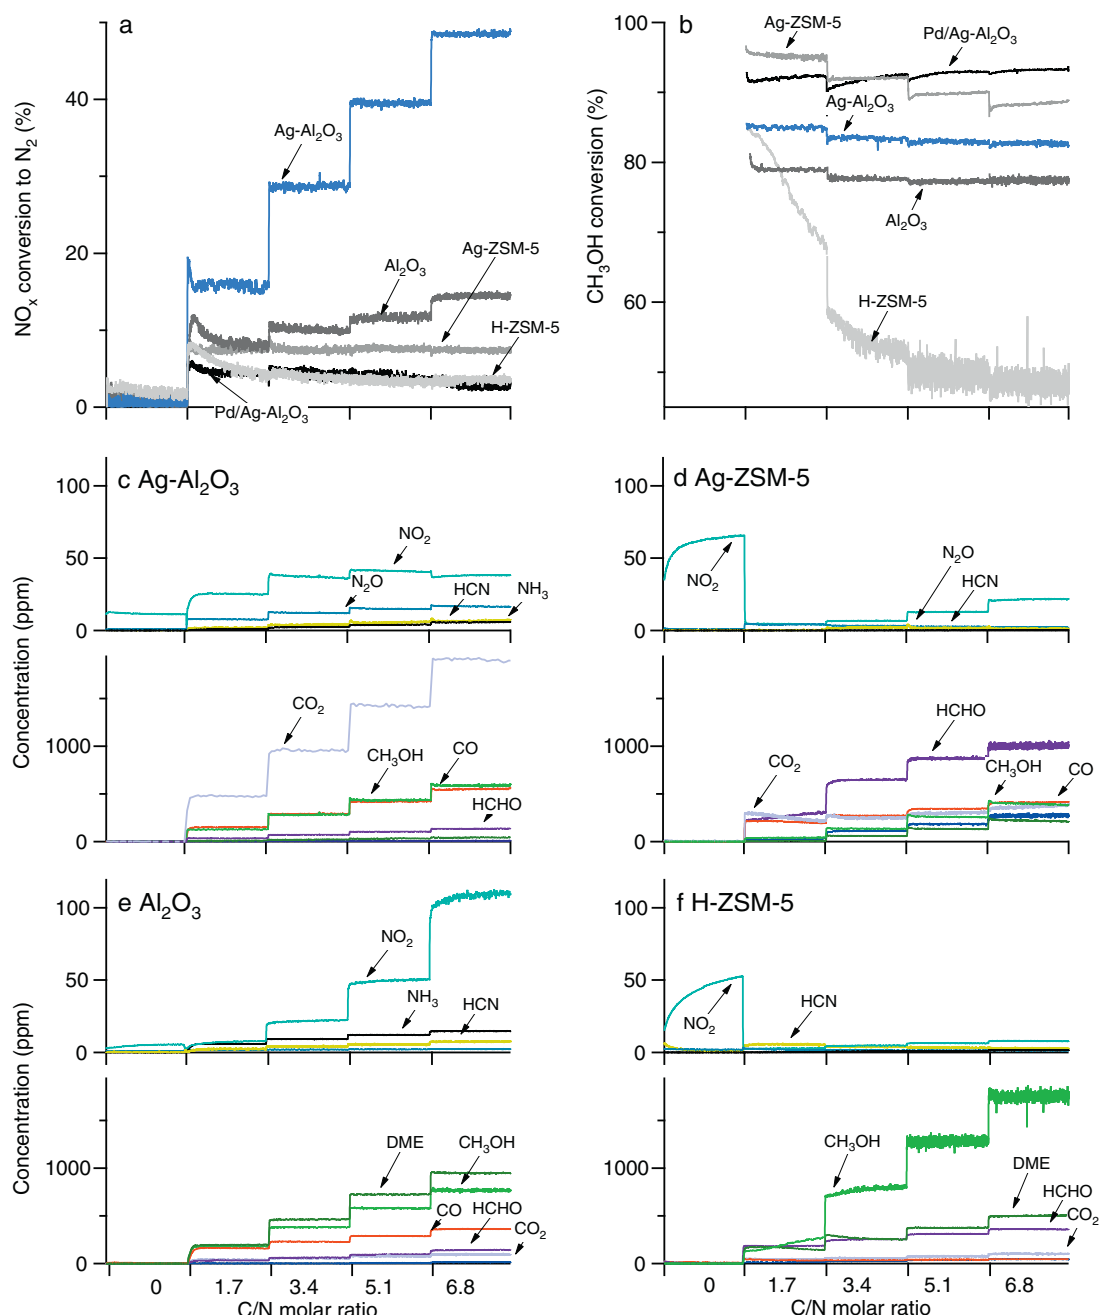 a
NOx conversion to N2 (%)
40
20
0
Ag-Al2O3
Al2O3
Ag-ZSM-5
H-ZSM-5
Pd/Ag-Al2O3
b
CH3OH conversion (%)
100
80
60
Ag-ZSM-5
Pd/Ag-Al2O3
Ag-Al2O3
Al2O3
H-ZSM-5
c Ag-Al2O3
Concentration (ppm)
100
50
0
NO2
N2O
HCN
NH3
1000
0
CO2
CH3OH
CO
HCHO
d Ag-ZSM-5
100
50
0
NO2
N2O
HCN
1000
0
CO2
HCHO
CH3OH
CO
e Al2O3
Concentration (ppm)
100
50
0
NO2
NH3
HCN
1000
0
DME
CH3OH
CO
HCHO
CO2
0 1.7 3.4 5.1 6.8
C/N molar ratio
f H-ZSM-5
100
50
0
NO2
HCN
1000
0
CH3OH
DME
HCHO
CO2
0 1.7 3.4 5.1 6.8
C/N molar ratio